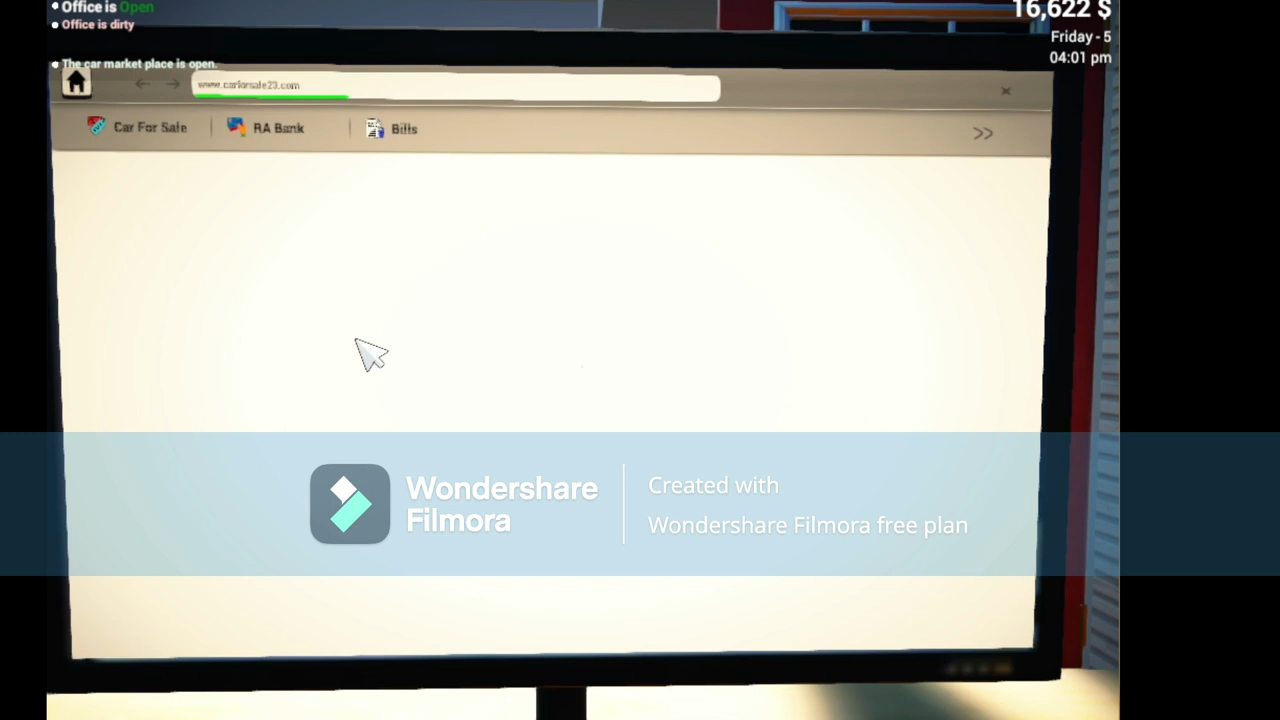 Office is Open
16,622 $
Office is dirty
Friday - 5
04:01 pm
The car market place is open.
www.carforsale23.com
Car For Sale
RA Bank
Bills
>>
Wondershare
Filmora
Created with
Wondershare Filmora free plan